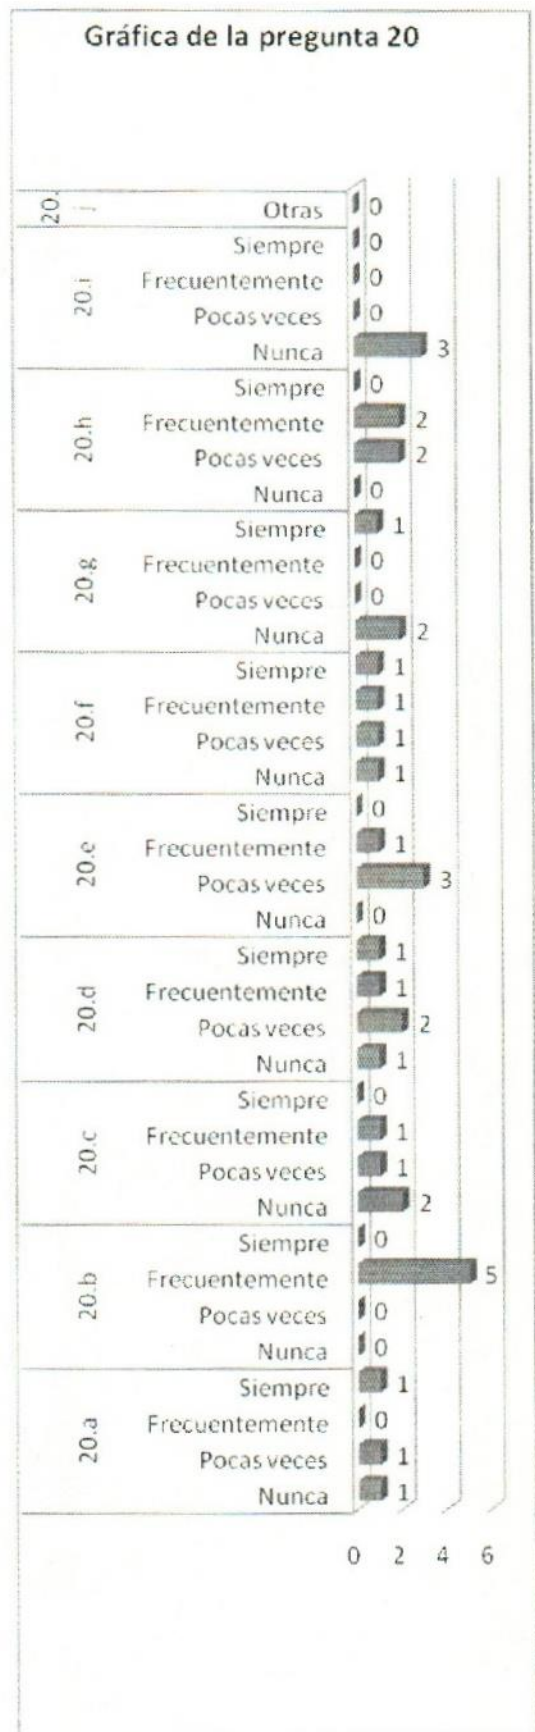 Gráfica de la pregunta 20
20.j
Otras 0
20.i
Siempre 0
Frecuentemente 0
Pocas veces 0
Nunca 3
20.h
Siempre 0
Frecuentemente 2
Pocas veces 2
Nunca 0
20.g
Siempre 1
Frecuentemente 0
Pocas veces 0
Nunca 2
20.f
Siempre 1
Frecuentemente 1
Pocas veces 1
Nunca 1
20.e
Siempre 0
Frecuentemente 1
Pocas veces 3
Nunca 0
20.d
Siempre 1
Frecuentemente 1
Pocas veces 2
Nunca 1
20.c
Siempre 0
Frecuentemente 1
Pocas veces 1
Nunca 2
20.b
Siempre 0
Frecuentemente 5
Pocas veces 0
Nunca 0
20.a
Siempre 1
Frecuentemente 0
Pocas veces 1
Nunca 1
0 2 4 6